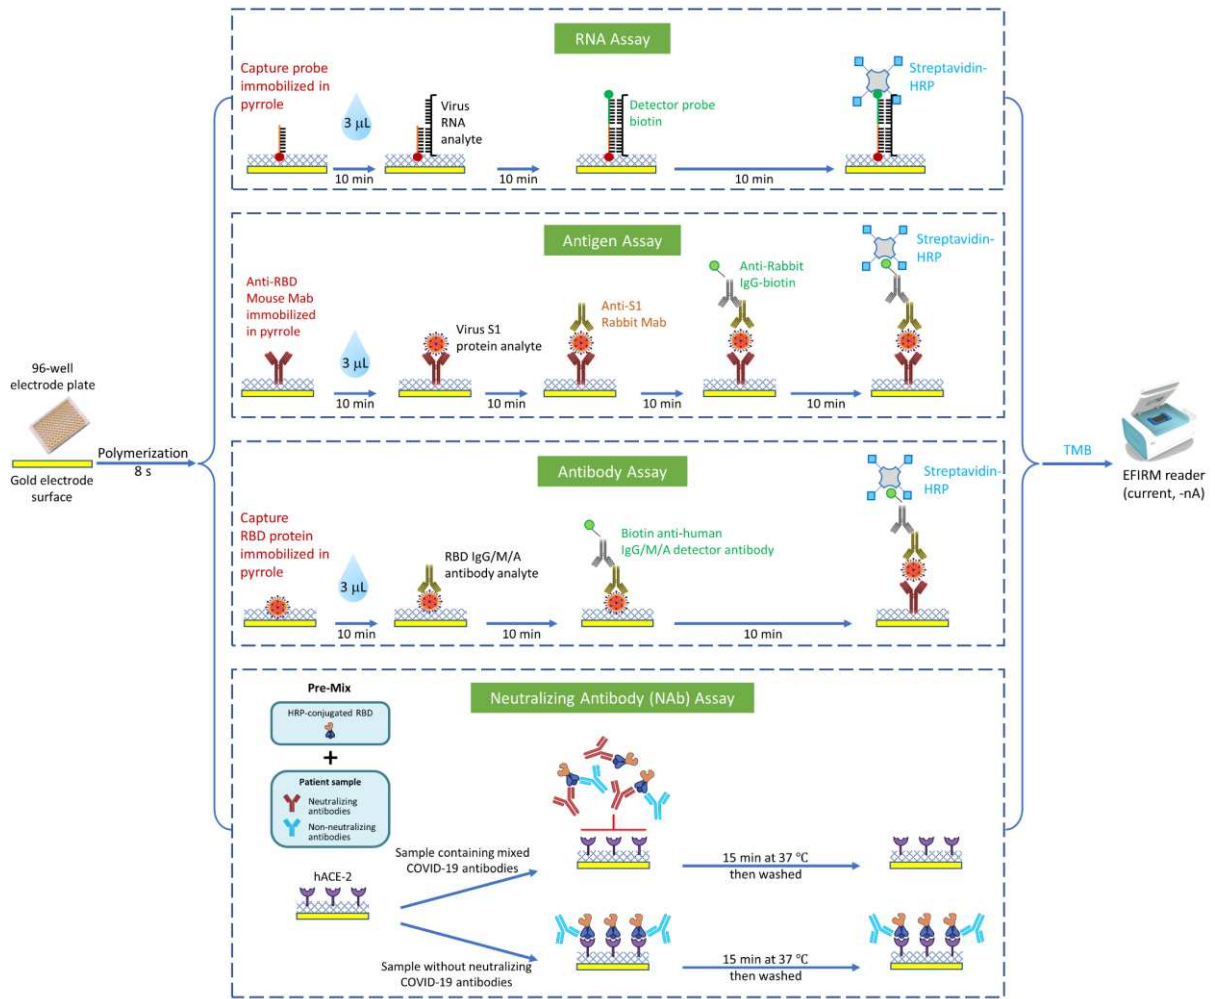 RNA Assay
Capture probe
immobilized in
pyrrole
3 μL
Virus
RNA
analyte
Detector probe
biotin
Streptavidin-
HRP
10 min
10 min
10 min
Antigen Assay
Anti-RBD
Mouse Mab
immobilized
in pyrrole
3 μL
Virus S1
protein analyte
Anti-S1
Rabbit Mab
Anti-Rabbit
IgG-biotin
Streptavidin-
HRP
10 min
10 min
10 min
10 min
96-well
electrode plate
Polymerization
8 s
Gold electrode
surface
TMB
EFIRM reader
(current, -nA)
Antibody Assay
Capture
RBD protein
immobilized in
pyrrole
3 μL
RBD IgG/M/A
antibody analyte
Biotin anti-human
IgG/M/A detector antibody
Streptavidin-
HRP
10 min
10 min
10 min
Neutralizing Antibody (NAb) Assay
Pre-Mix
HRP-conjugated RBD
+
Patient sample
Neutralizing
antibodies
Non-neutralizing
antibodies
hACE-2
Sample containing mixed
COVID-19 antibodies
15 min at 37 °C
then washed
Sample without neutralizing
COVID-19 antibodies
15 min at 37 °C
then washed